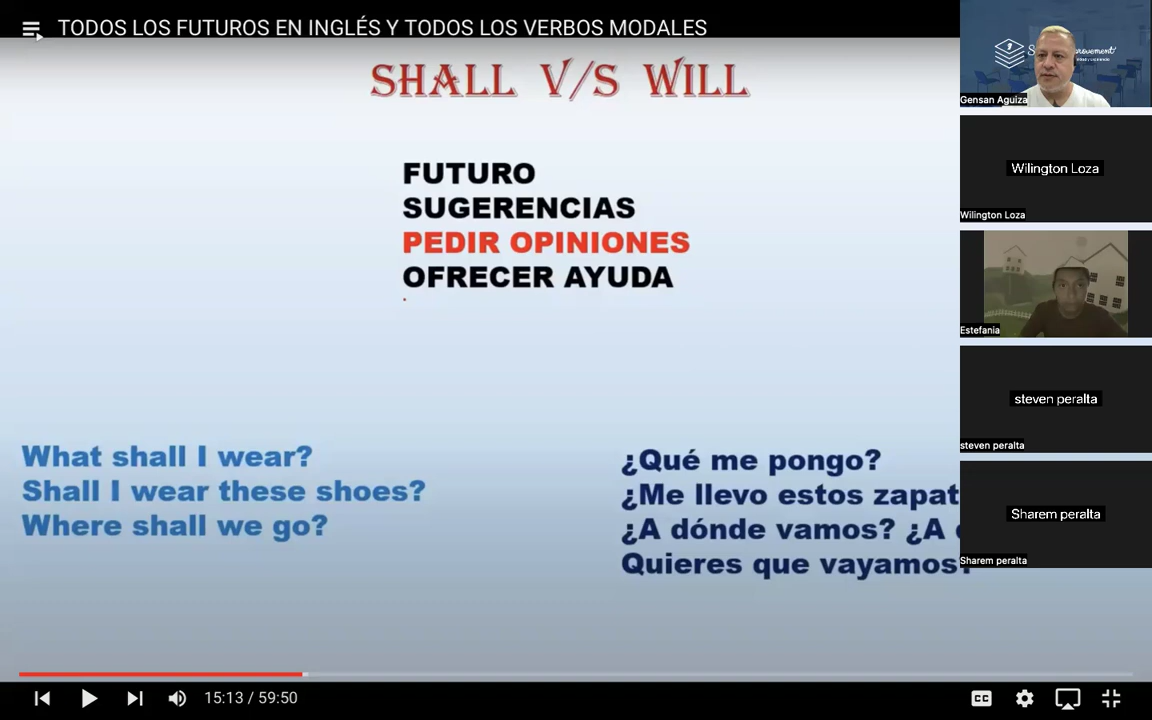 TODOS LOS FUTUROS EN INGLÉS Y TODOS LOS VERBOS MODALES
SHALL V/S WILL
FUTURO
SUGERENCIAS
PEDIR OPINIONES
OFRECER AYUDA
What shall I wear?
Shall I wear these shoes?
Where shall we go?
¿Qué me pongo?
¿Me llevo estos zapat
¿A dónde vamos? ¿A
Quieres que vayamos?
Gensan Aguiza
Wilington Loza
Wilington Loza
Estefania
steven peralta
steven peralta
Sharem peralta
Sharem peralta
15:13 / 59:50
CC